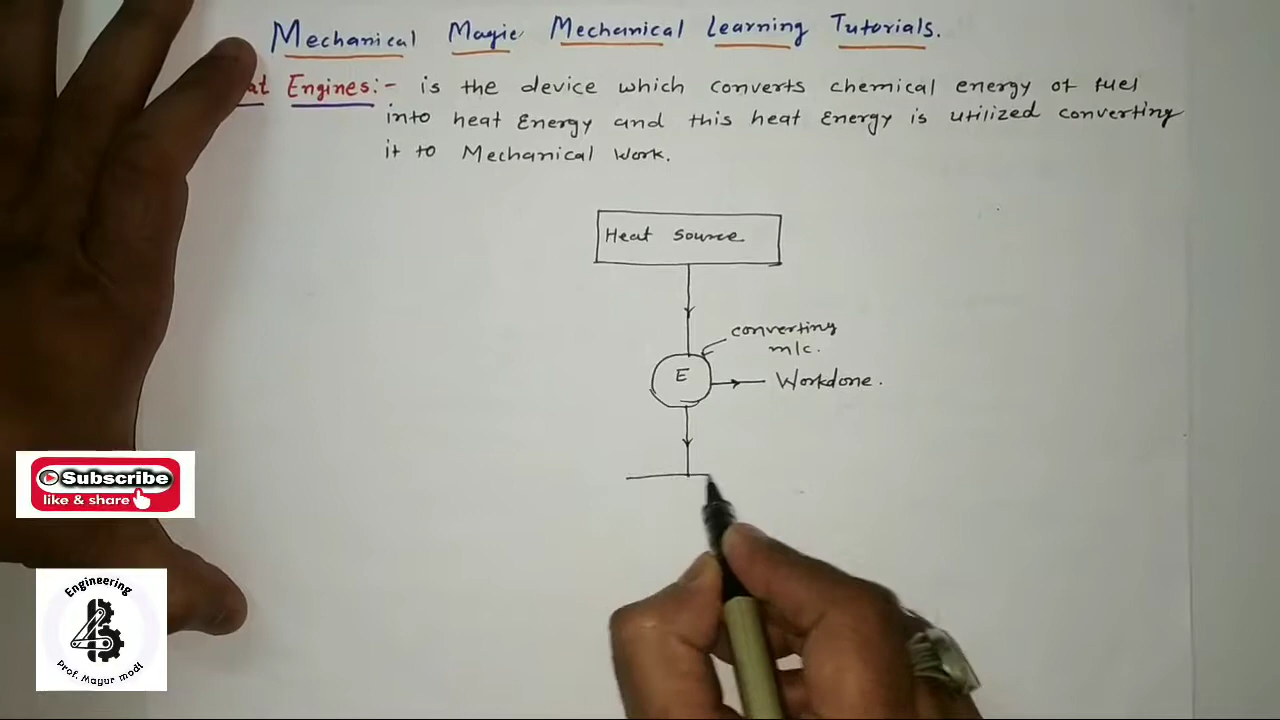 Mechanical Magic Mechanical Learning Tutorials.
Engines:- is the device which converts chemical energy of fuel
into heat Energy and this heat Energy is utilized converting
it to Mechanical Work.
Heat Source
converting
m/c.
E
Workdone.
Subscribe
like & share
Engineering
Prof. Mayur modi